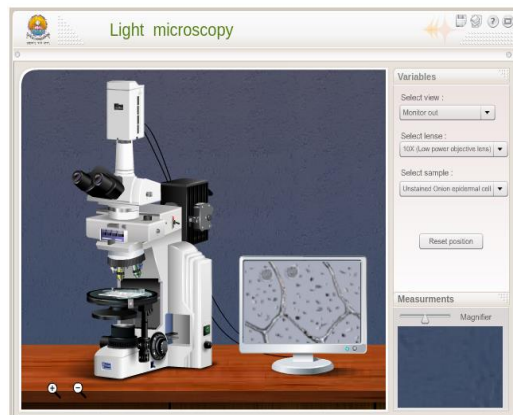 Light microscopy
Variables
Select view :
Monitor out
Select lense :
10X (Low power objective lens)
Select sample :
Unstained Onion epidermal cell
Reset position
Measurments
Magnifier